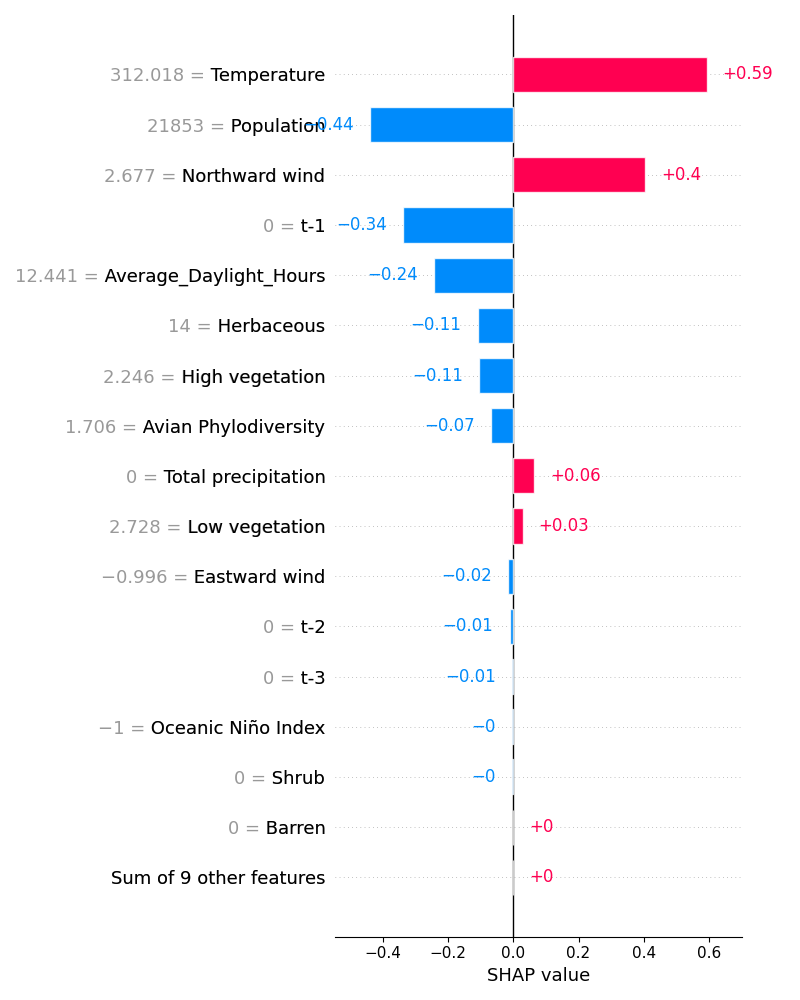 312.018 = Temperature +0.59
21853 = Population −0.44
2.677 = Northward wind +0.4
0 = t-1 −0.34
12.441 = Average_Daylight_Hours −0.24
14 = Herbaceous −0.11
2.246 = High vegetation −0.11
1.706 = Avian Phylodiversity −0.07
0 = Total precipitation +0.06
2.728 = Low vegetation +0.03
−0.996 = Eastward wind −0.02
0 = t-2 −0.01
0 = t-3 −0.01
−1 = Oceanic Niño Index −0
0 = Shrub −0
0 = Barren +0
Sum of 9 other features +0
−0.4 −0.2 0.0 0.2 0.4 0.6
SHAP value